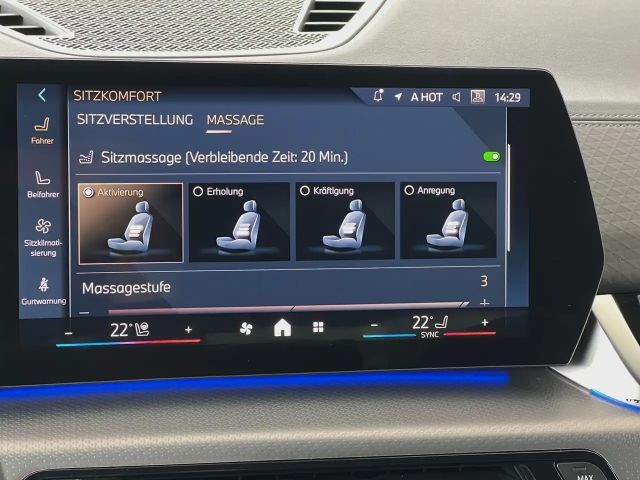 SITZKOMFORT
A HOT
14:29
SITZVERSTELLUNG MASSAGE
Fahrer
Sitzmassage (Verbleibende Zeit: 20 Min.)
Aktivierung
Erholung
Kräftigung
Anregung
Beifahrer
Sitzklimati-
sierung
Gurtwarnung
Massagestufe
3
− +
− 22° +
− 22° +
SYNC
MAX